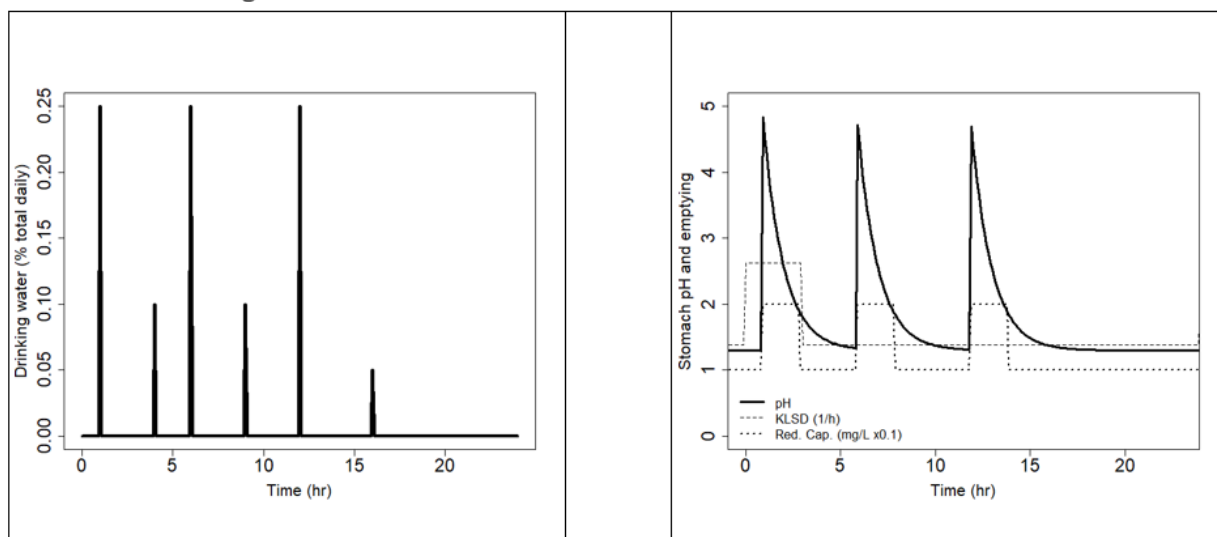 Drinking water (% total daily)
0.25
0.20
0.15
0.10
0.05
0.00
0 5 10 15 20
Time (hr)
Stomach pH and emptying
5
4
3
2
1
0
pH
KLSD (1/h)
Red. Cap. (mg/L x0.1)
0 5 10 15 20
Time (hr)